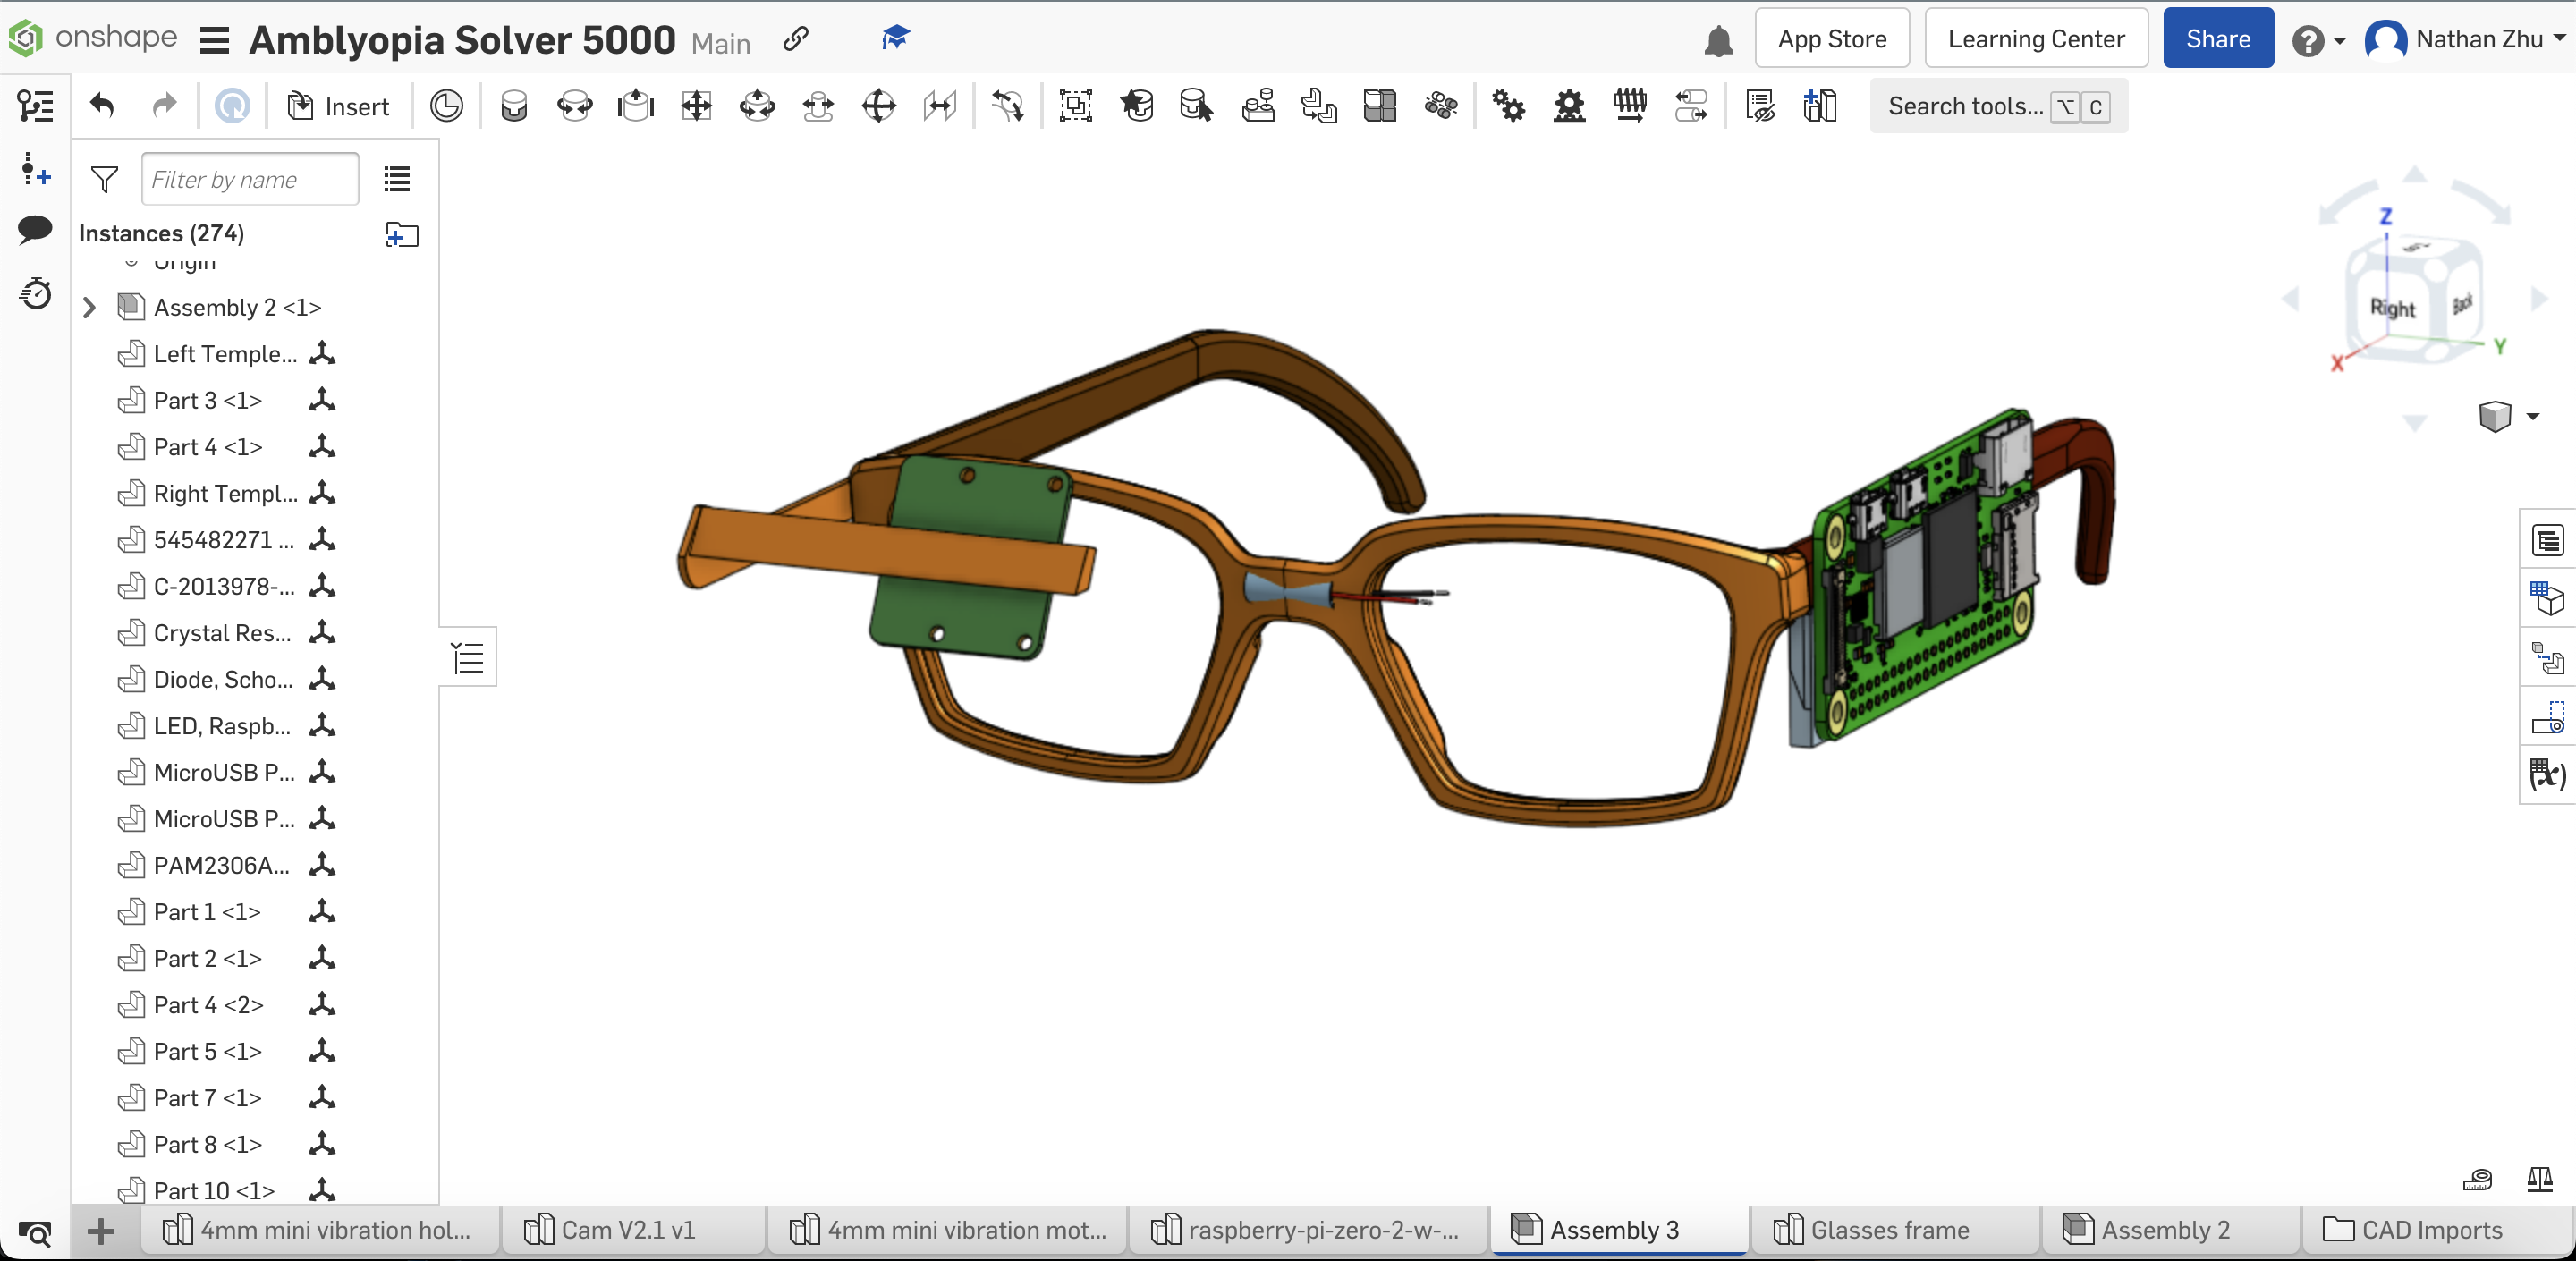 onshape
Amblyopia Solver 5000 Main
App Store
Learning Center
Share
Nathan Zhu
Insert
Search tools... ⌥ C
Filter by name
Instances (274)
Origin
Assembly 2 <1>
Left Temple...
Part 3 <1>
Part 4 <1>
Right Templ...
545482271 ...
C-2013978-...
Crystal Res...
Diode, Scho...
LED, Raspb...
MicroUSB P...
MicroUSB P...
PAM2306A...
Part 1 <1>
Part 2 <1>
Part 4 <2>
Part 5 <1>
Part 7 <1>
Part 8 <1>
Part 10 <1>
Z
Right
Back
X
Y
(x)
4mm mini vibration hol...
Cam V2.1 v1
4mm mini vibration mot...
raspberry-pi-zero-2-w-...
Assembly 3
Glasses frame
Assembly 2
CAD Imports